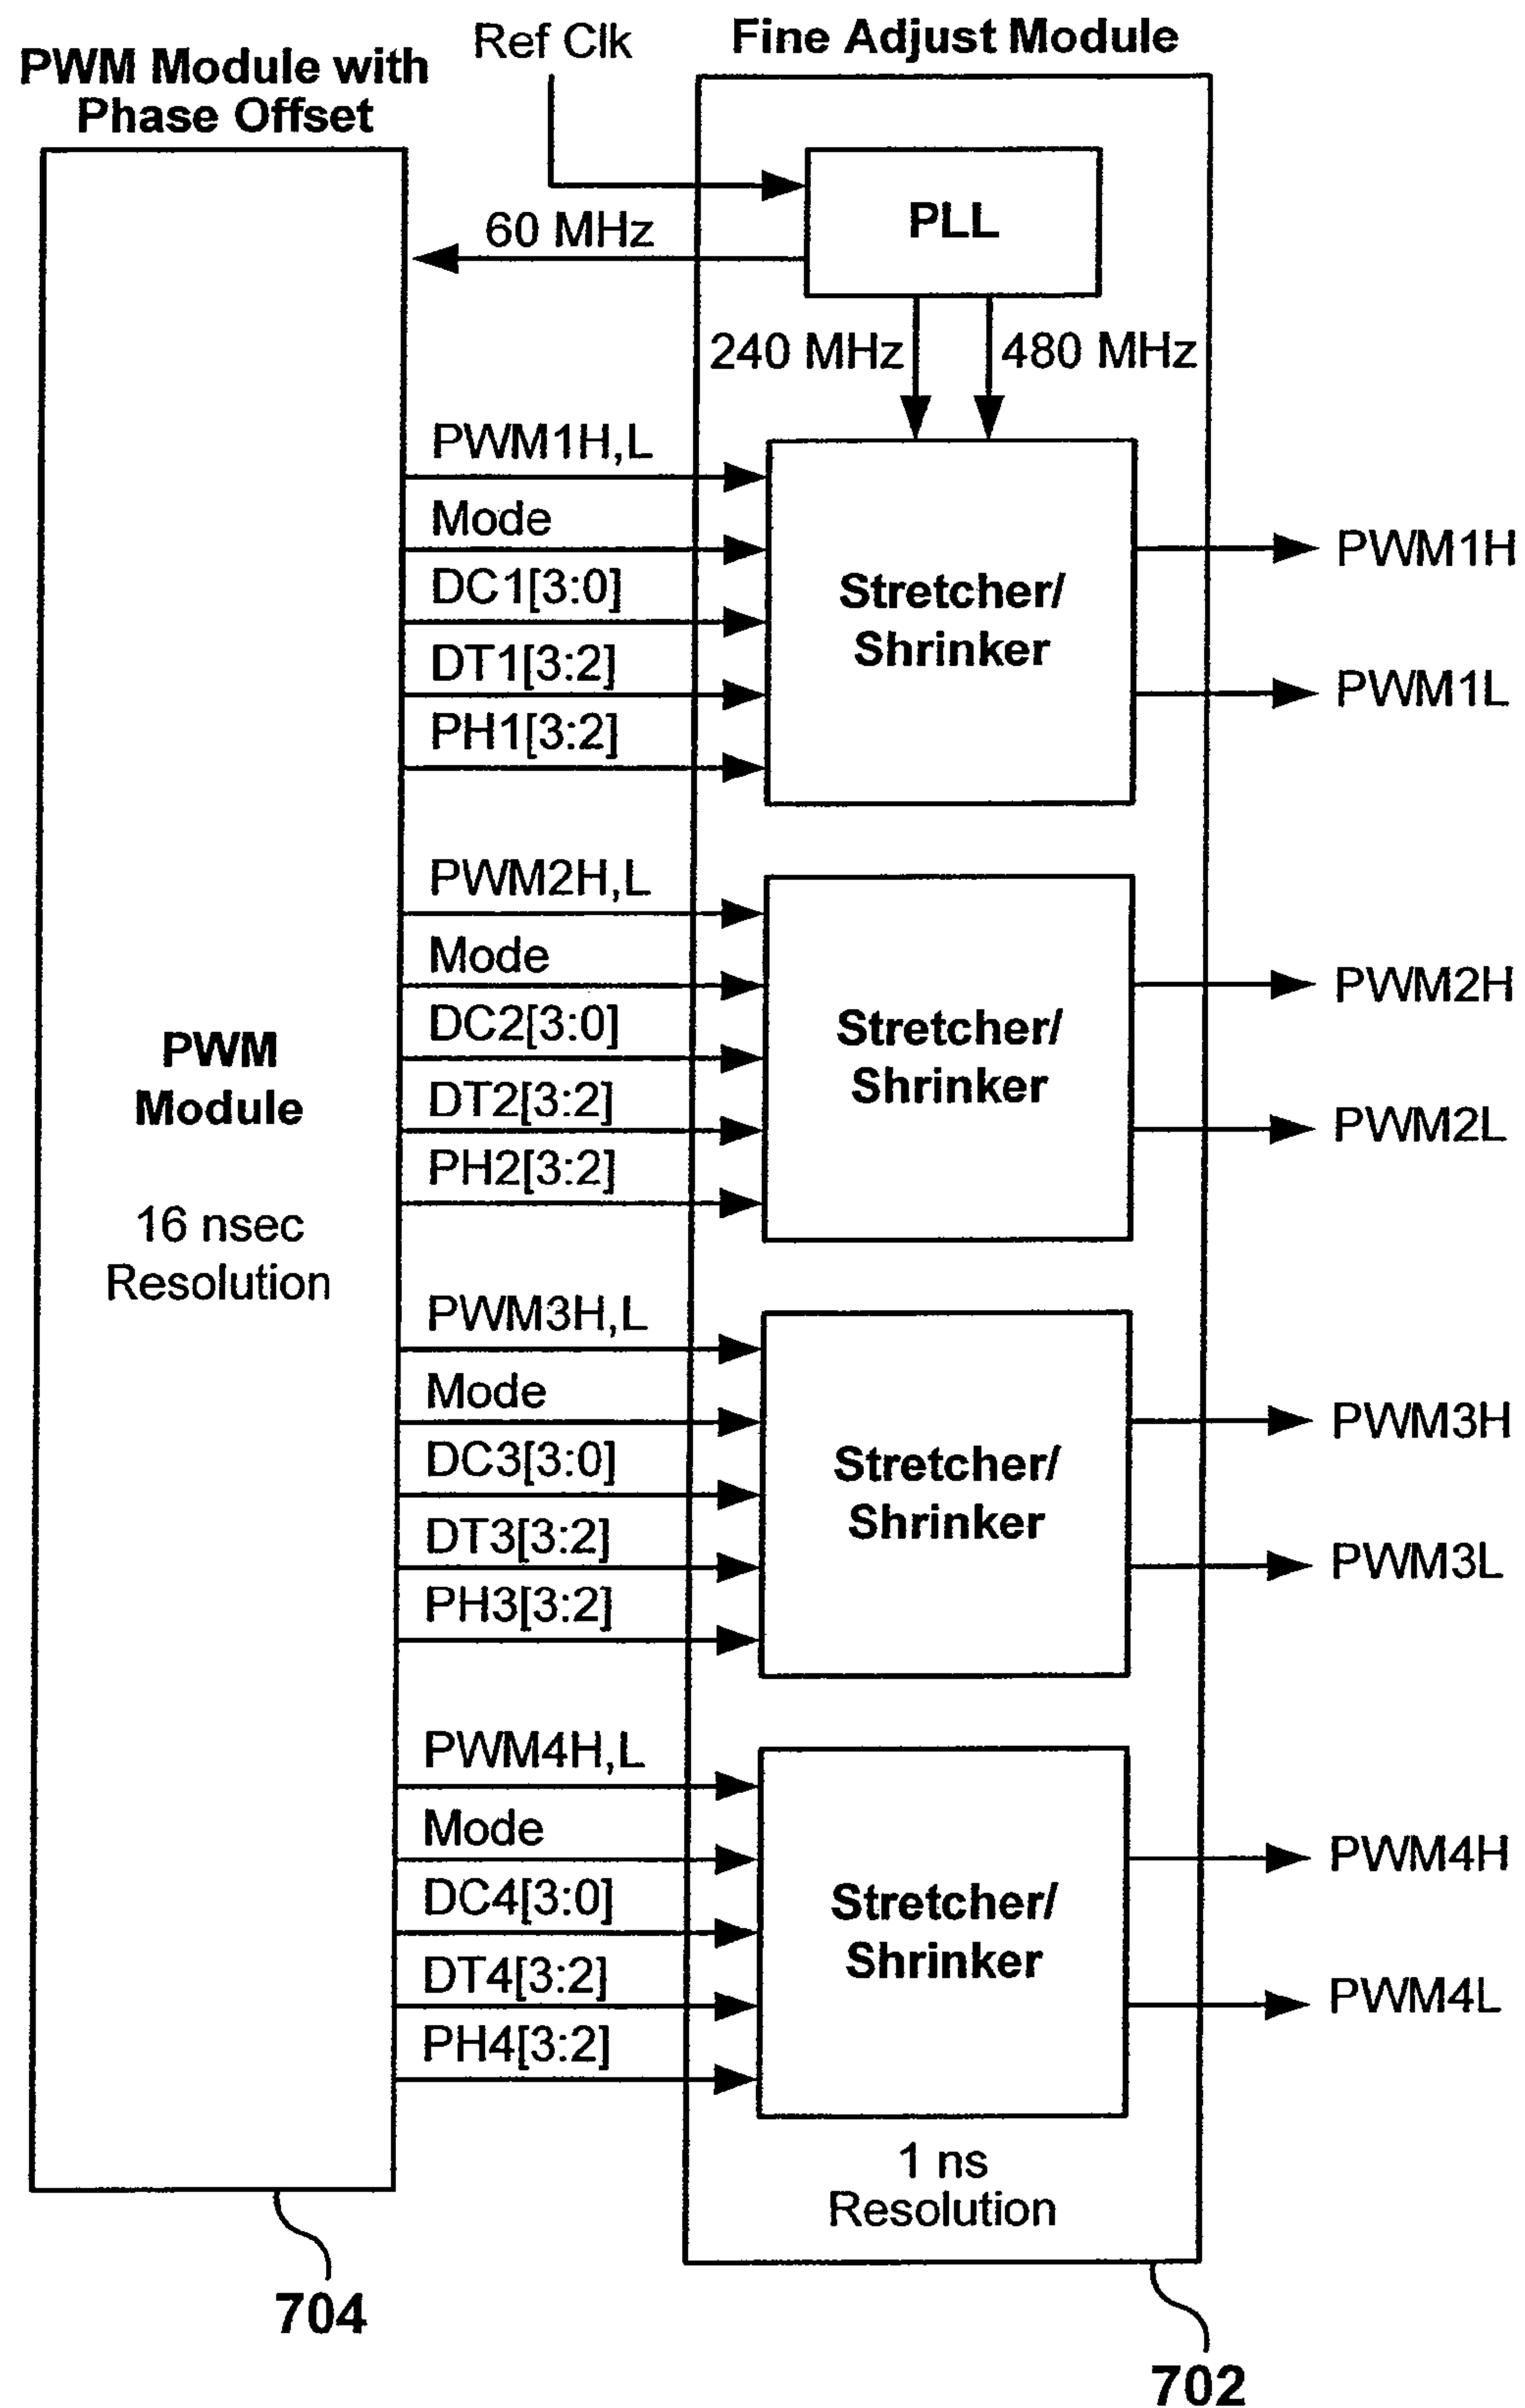 Ref Clk
Fine Adjust Module
PWM Module with
Phase Offset
PLL
60 MHz
240 MHz
480 MHz
PWM1H,L
Mode
DC1[3:0]
DT1[3:2]
PH1[3:2]
Stretcher/
Shrinker
PWM1H
PWM1L
PWM2H,L
Mode
DC2[3:0]
DT2[3:2]
PH2[3:2]
Stretcher/
Shrinker
PWM2H
PWM2L
PWM
Module
16 nsec
Resolution
PWM3H,L
Mode
DC3[3:0]
DT3[3:2]
PH3[3:2]
Stretcher/
Shrinker
PWM3H
PWM3L
PWM4H,L
Mode
DC4[3:0]
DT4[3:2]
PH4[3:2]
Stretcher/
Shrinker
PWM4H
PWM4L
1 ns
Resolution
704
702